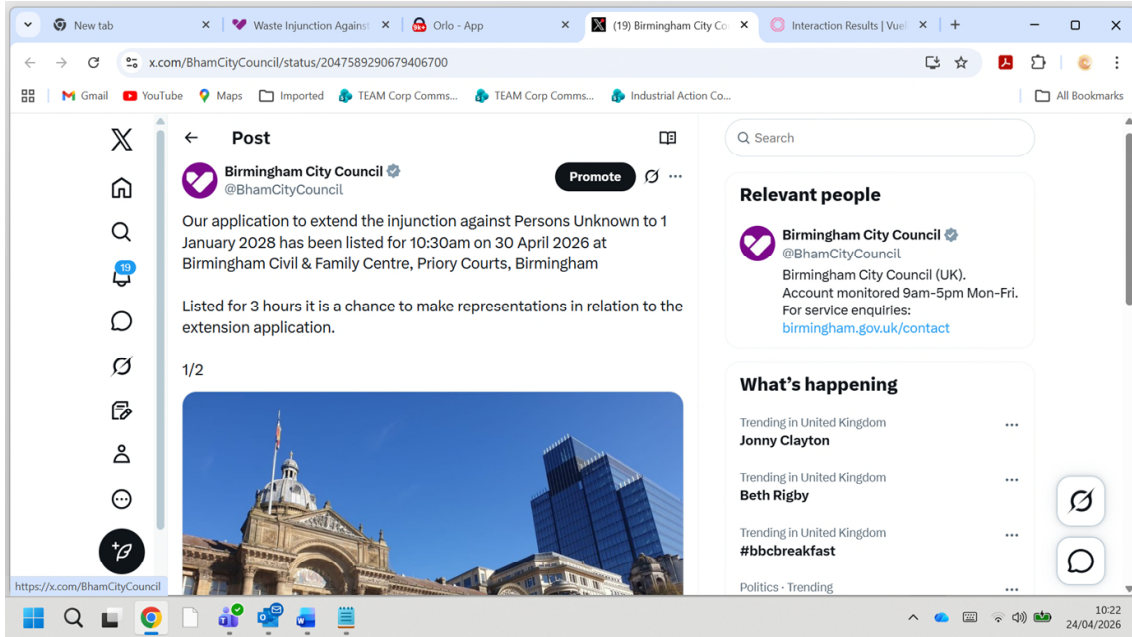 New tab
Waste Injunction Against
9k+
Orlo - App
(19) Birmingham City Co
Interaction Results | Vuel
x.com/BhamCityCouncil/status/2047589290679406700
Gmail
YouTube
Maps
Imported
TEAM Corp Comms...
TEAM Corp Comms...
Industrial Action Co...
All Bookmarks
Post
Birmingham City Council
@BhamCityCouncil
Promote
Our application to extend the injunction against Persons Unknown to 1
January 2028 has been listed for 10:30am on 30 April 2026 at
Birmingham Civil & Family Centre, Priory Courts, Birmingham
Listed for 3 hours it is a chance to make representations in relation to the
extension application.
1/2
19
Search
Relevant people
Birmingham City Council
@BhamCityCouncil
Birmingham City Council (UK).
Account monitored 9am-5pm Mon-Fri.
For service enquiries:
birmingham.gov.uk/contact
What's happening
Trending in United Kingdom
Jonny Clayton
Trending in United Kingdom
Beth Rigby
Trending in United Kingdom
#bbcbreakfast
Politics · Trending
https://x.com/BhamCityCouncil
10:22
24/04/2026